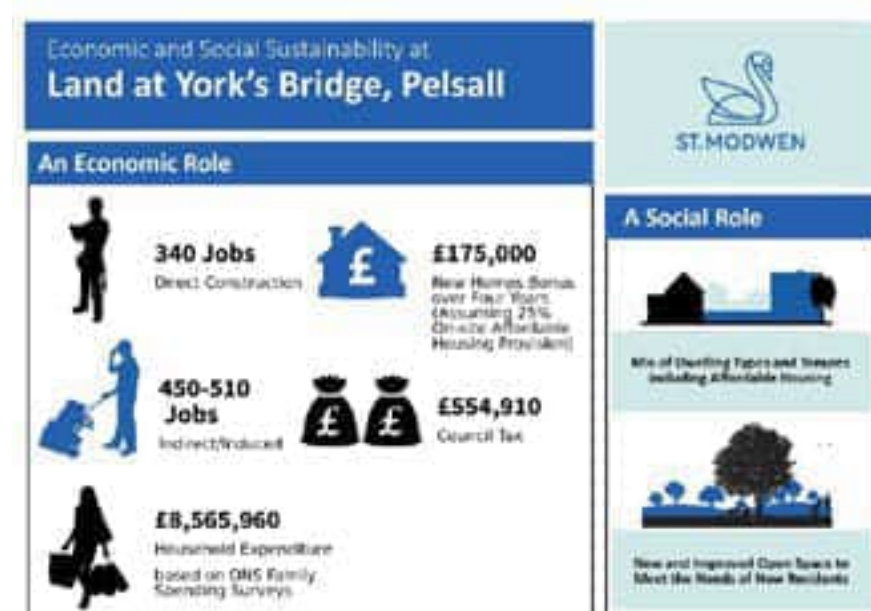 Economic and Social Sustainability at
Land at York's Bridge, Pelsall
ST.MODWEN
An Economic Role
340 Jobs
Direct Construction
£175,000
New Homes Bonus
over Four Years
(Assuming 25%
On-site Affordable
Housing Provision)
450-510
Jobs
Indirect/Induced
£
£ £
£554,910
Council Tax
£8,565,960
Household Expenditure
based on ONS Family
Spending Surveys
A Social Role
Mix of Dwelling Types and Tenures
including Affordable Housing
New and Improved Open Space to
Meet the Needs of New Residents